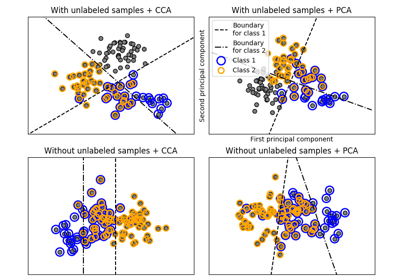 With unlabeled samples + CCA
With unlabeled samples + PCA
Second principal component
Boundary
for class 1
Boundary
for class 2
Class 1
Class 2
First principal component
Without unlabeled samples + CCA
Without unlabeled samples + PCA